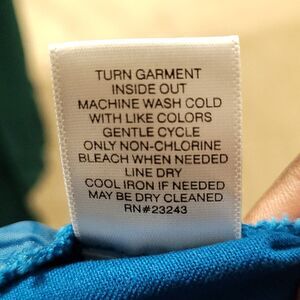 TURN GARMENT
INSIDE OUT
MACHINE WASH COLD
WITH LIKE COLORS
GENTLE CYCLE
ONLY NON-CHLORINE
BLEACH WHEN NEEDED
LINE DRY
COOL IRON IF NEEDED
MAY BE DRY CLEANED
RN#23243